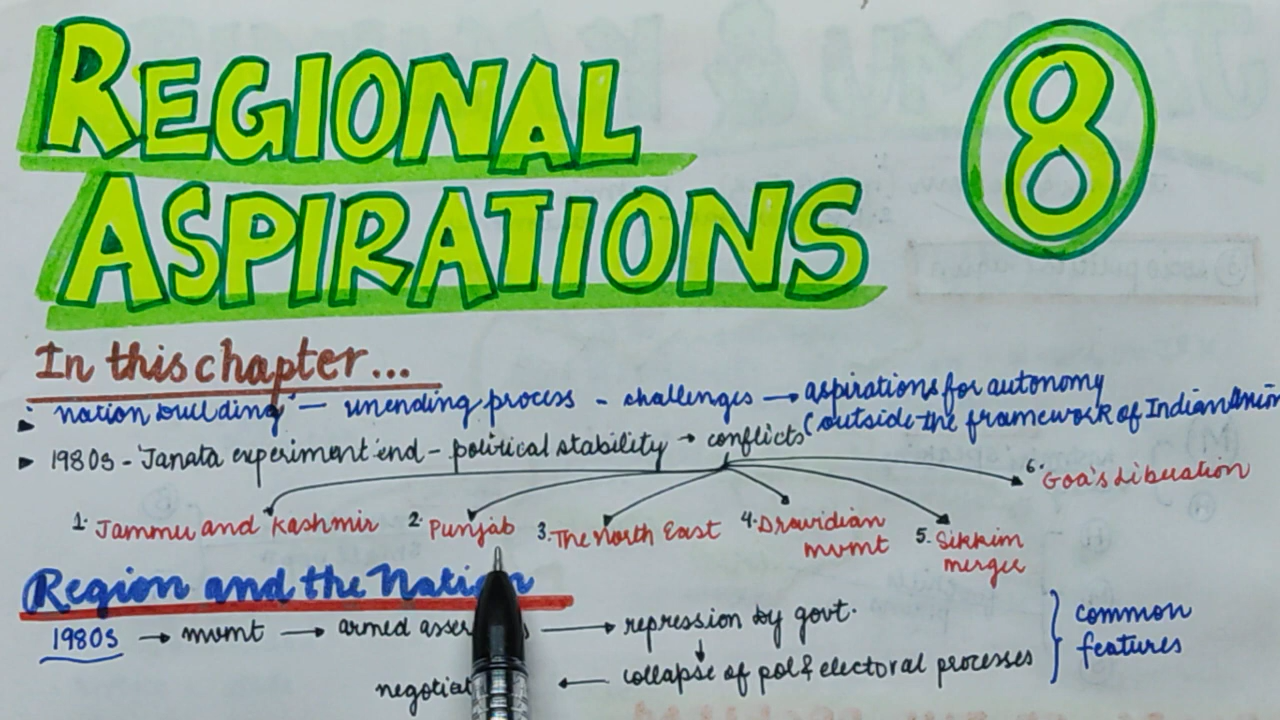 REGIONAL
ASPIRATIONS
8
In this chapter...
► "nation building" — unending process - challenges → aspirations for autonomy
(outside the framework of Indian Union
► 1980s - Janata experiment end - political stability → conflicts
1. Jammu and Kashmir
2. Punjab
3. The North East
4. Dravidian mvmt
5. Sikkim merger
6. Goa's Liberation
Region and the Nation
1980s → mvmt → armed → repression by govt.
↓
← collapse of pol & electoral processes
} common features